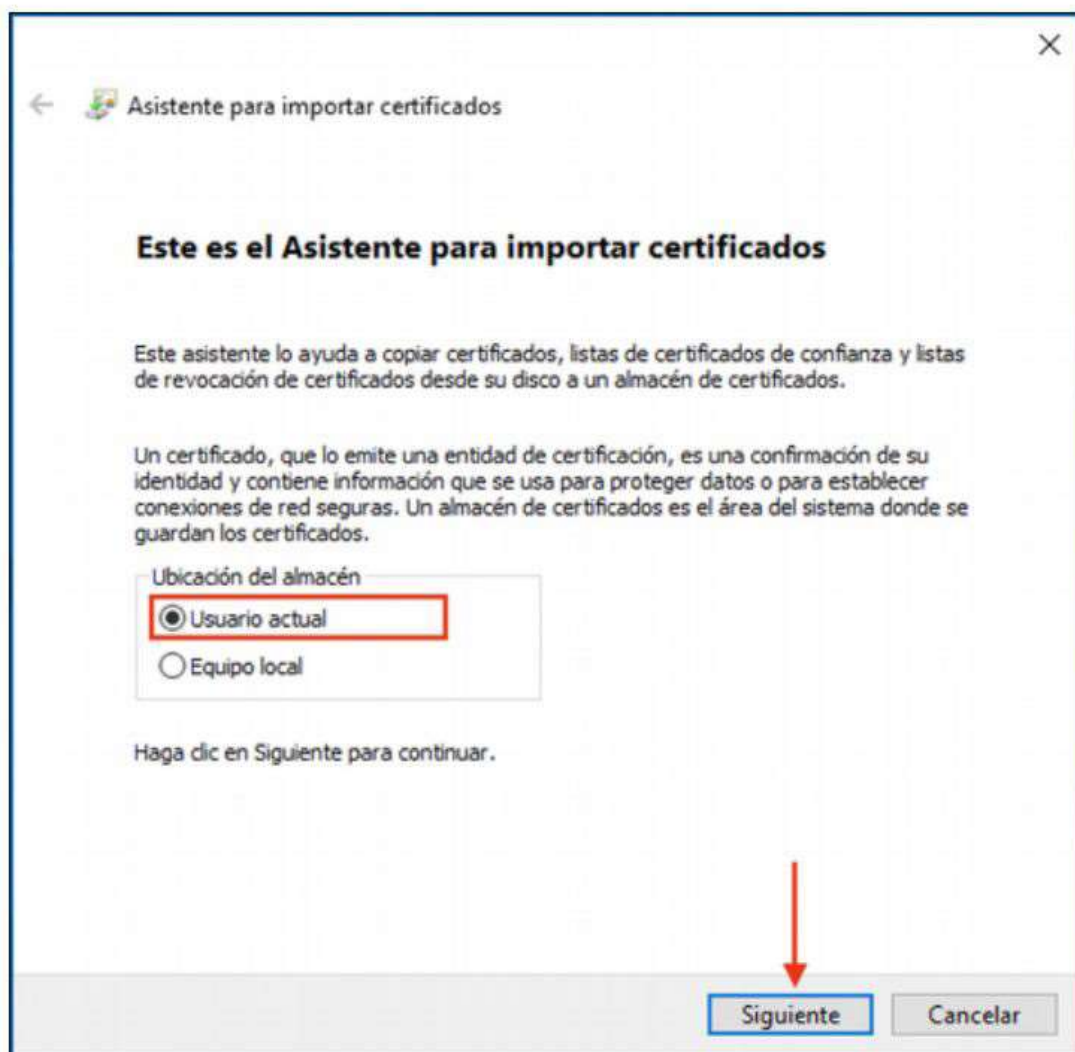 Asistente para importar certificados
Este es el Asistente para importar certificados
Este asistente lo ayuda a copiar certificados, listas de certificados de confianza y listas
de revocación de certificados desde su disco a un almacén de certificados.
Un certificado, que lo emite una entidad de certificación, es una confirmación de su
identidad y contiene información que se usa para proteger datos o para establecer
conexiones de red seguras. Un almacén de certificados es el área del sistema donde se
guardan los certificados.
Ubicación del almacén
Usuario actual
Equipo local
Haga clic en Siguiente para continuar.
Siguiente
Cancelar